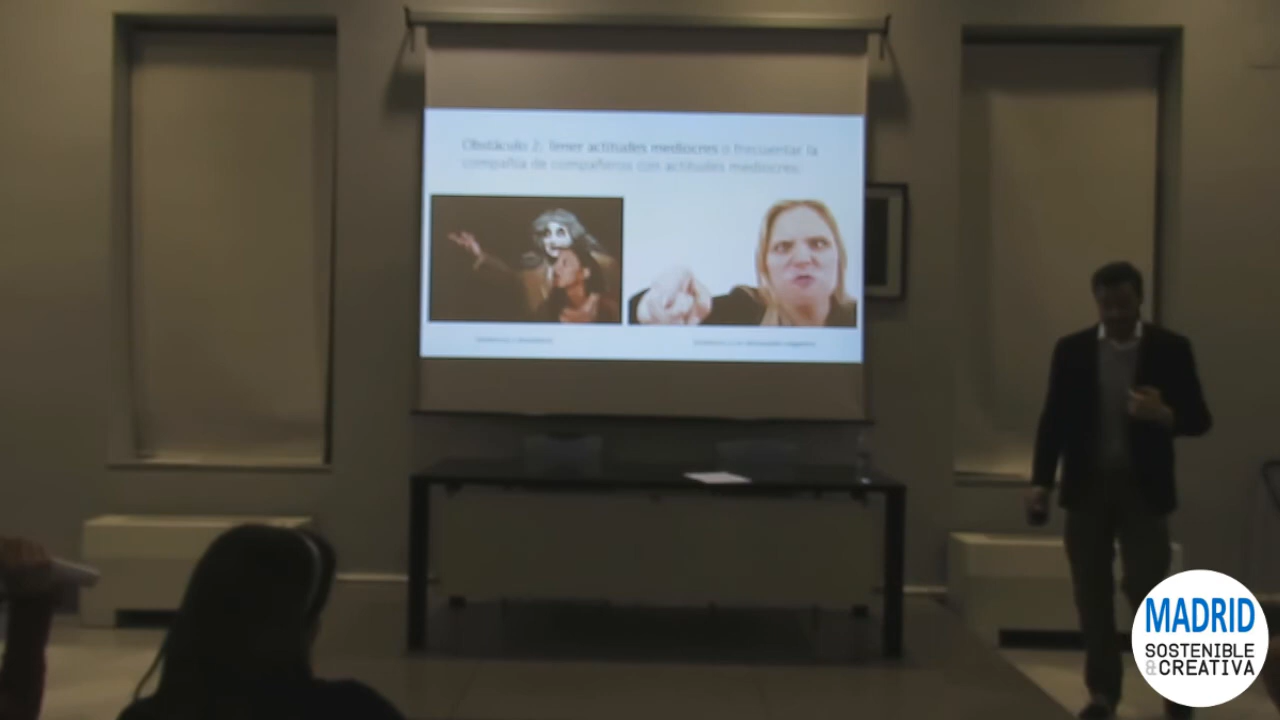 Obstáculo 2: Tener actitudes mediocres o frecuentar la
compañía de compañeros con actitudes mediocres.
MADRID
SOSTENIBLE
&CREATIVA